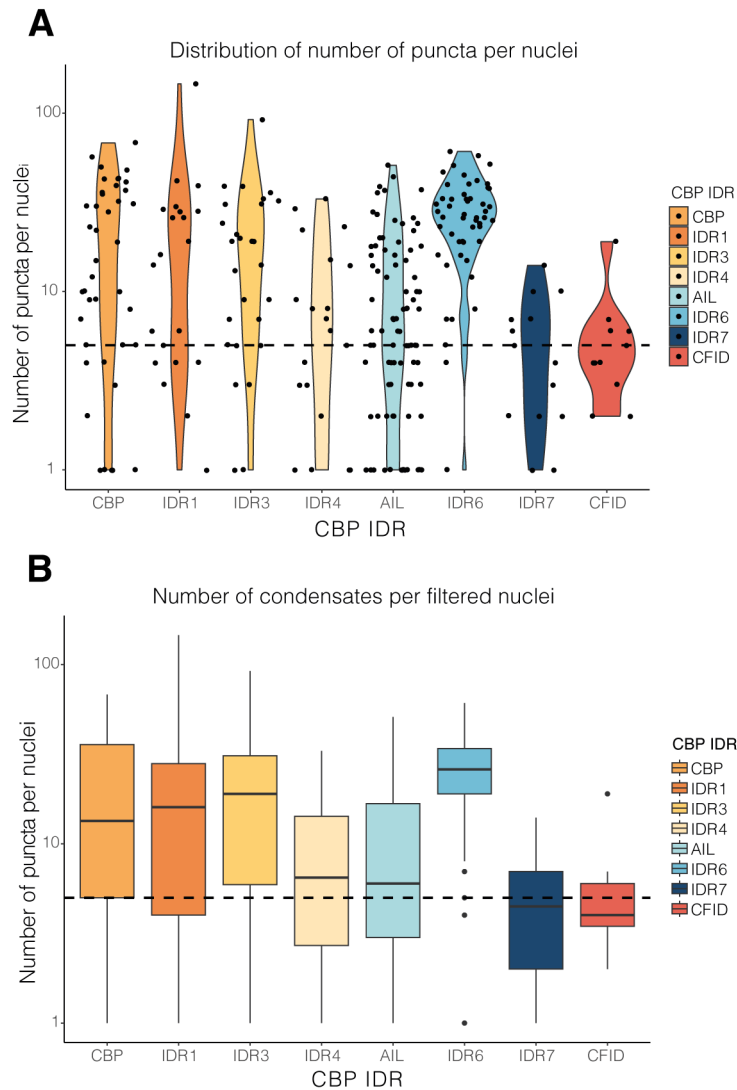 A
Distribution of number of puncta per nuclei
Number of puncta per nuclei
100
10
1
CBP IDR1 IDR3 IDR4 AIL IDR6 IDR7 CFID
CBP IDR
CBP IDR
CBP
IDR1
IDR3
IDR4
AIL
IDR6
IDR7
CFID
B
Number of condensates per filtered nuclei
Number of puncta per nuclei
100
10
1
CBP IDR1 IDR3 IDR4 AIL IDR6 IDR7 CFID
CBP IDR
CBP IDR
CBP
IDR1
IDR3
IDR4
AIL
IDR6
IDR7
CFID